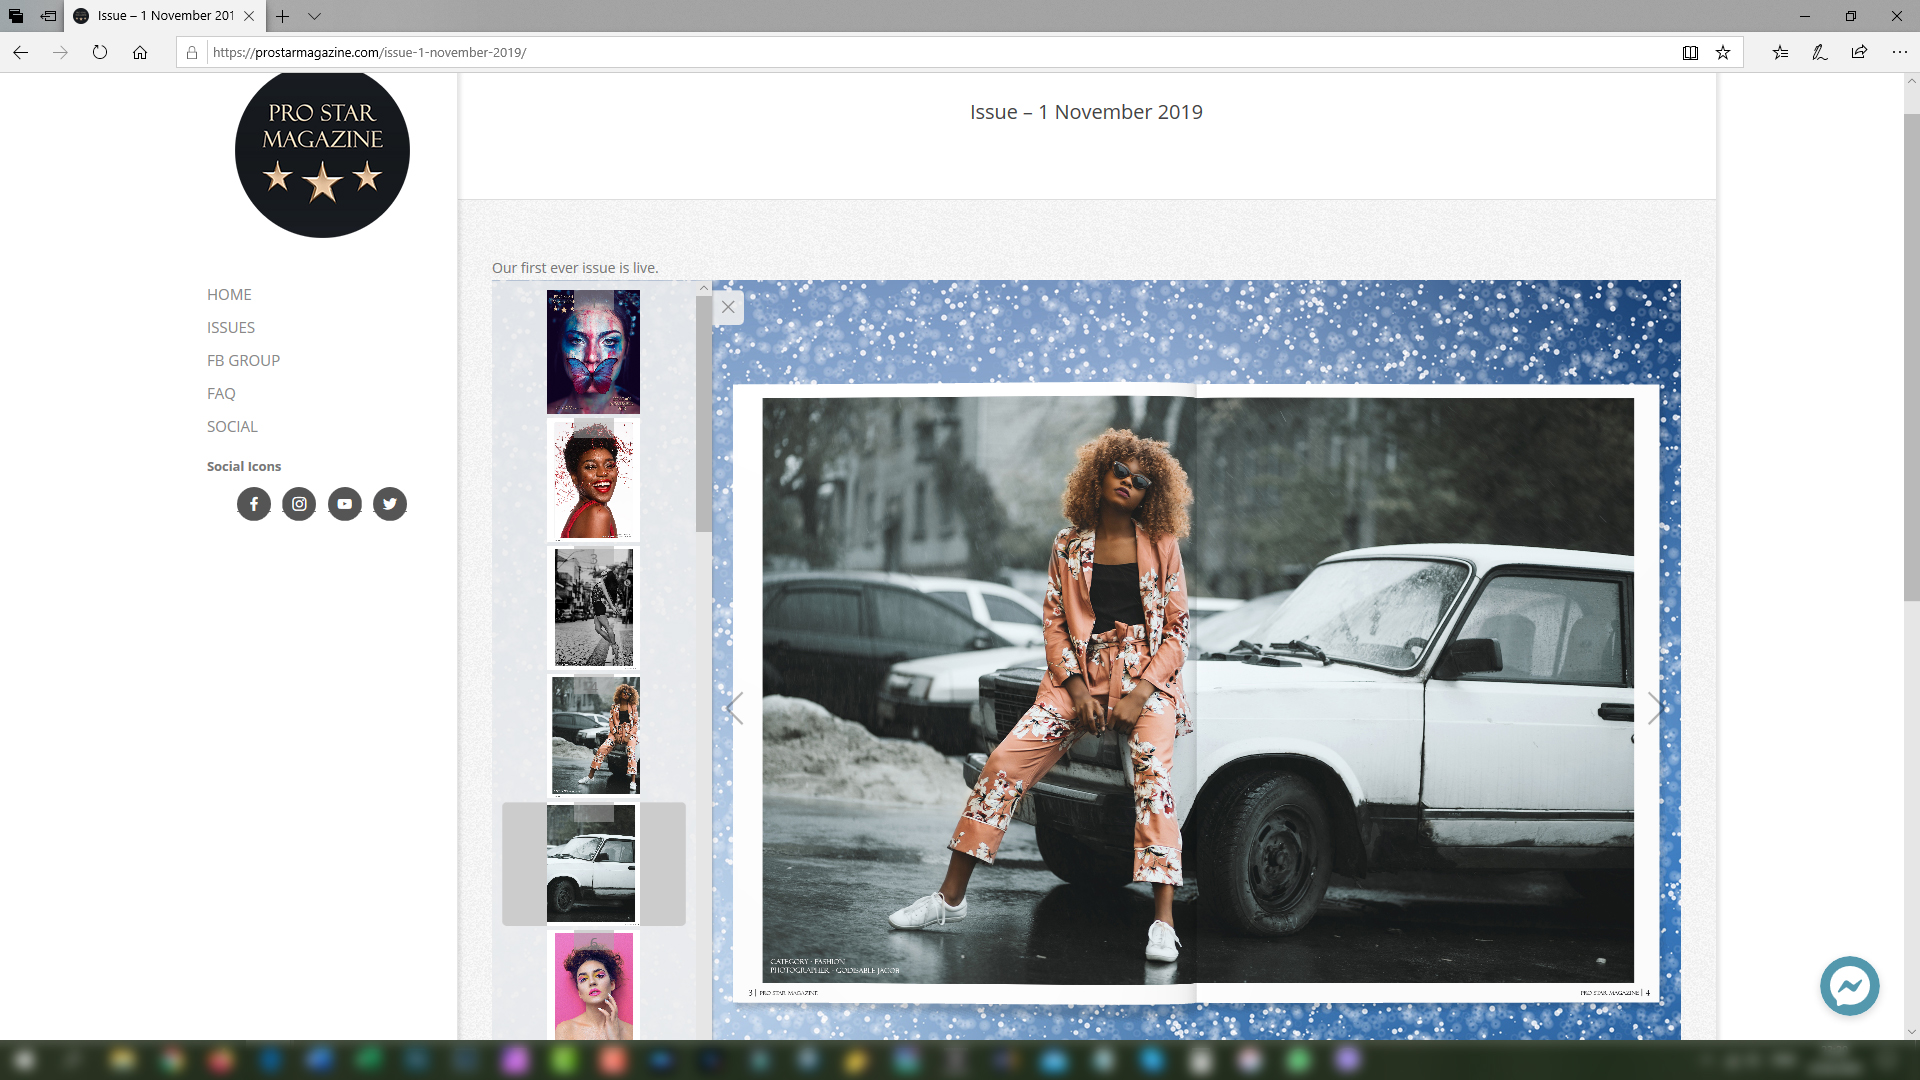 Issue – 1 November 201
https://prostarmagazine.com/issue-1-november-2019/
PRO STAR
MAGAZINE
HOME
ISSUES
FB GROUP
FAQ
SOCIAL
Social Icons
Issue – 1 November 2019
Our first ever issue is live.
6
CATEGORY - FASHION
PHOTOGRAPHER - GODISABLE JACOB
3 | PRO STAR MAGAZINE
PRO STAR MAGAZINE | 4